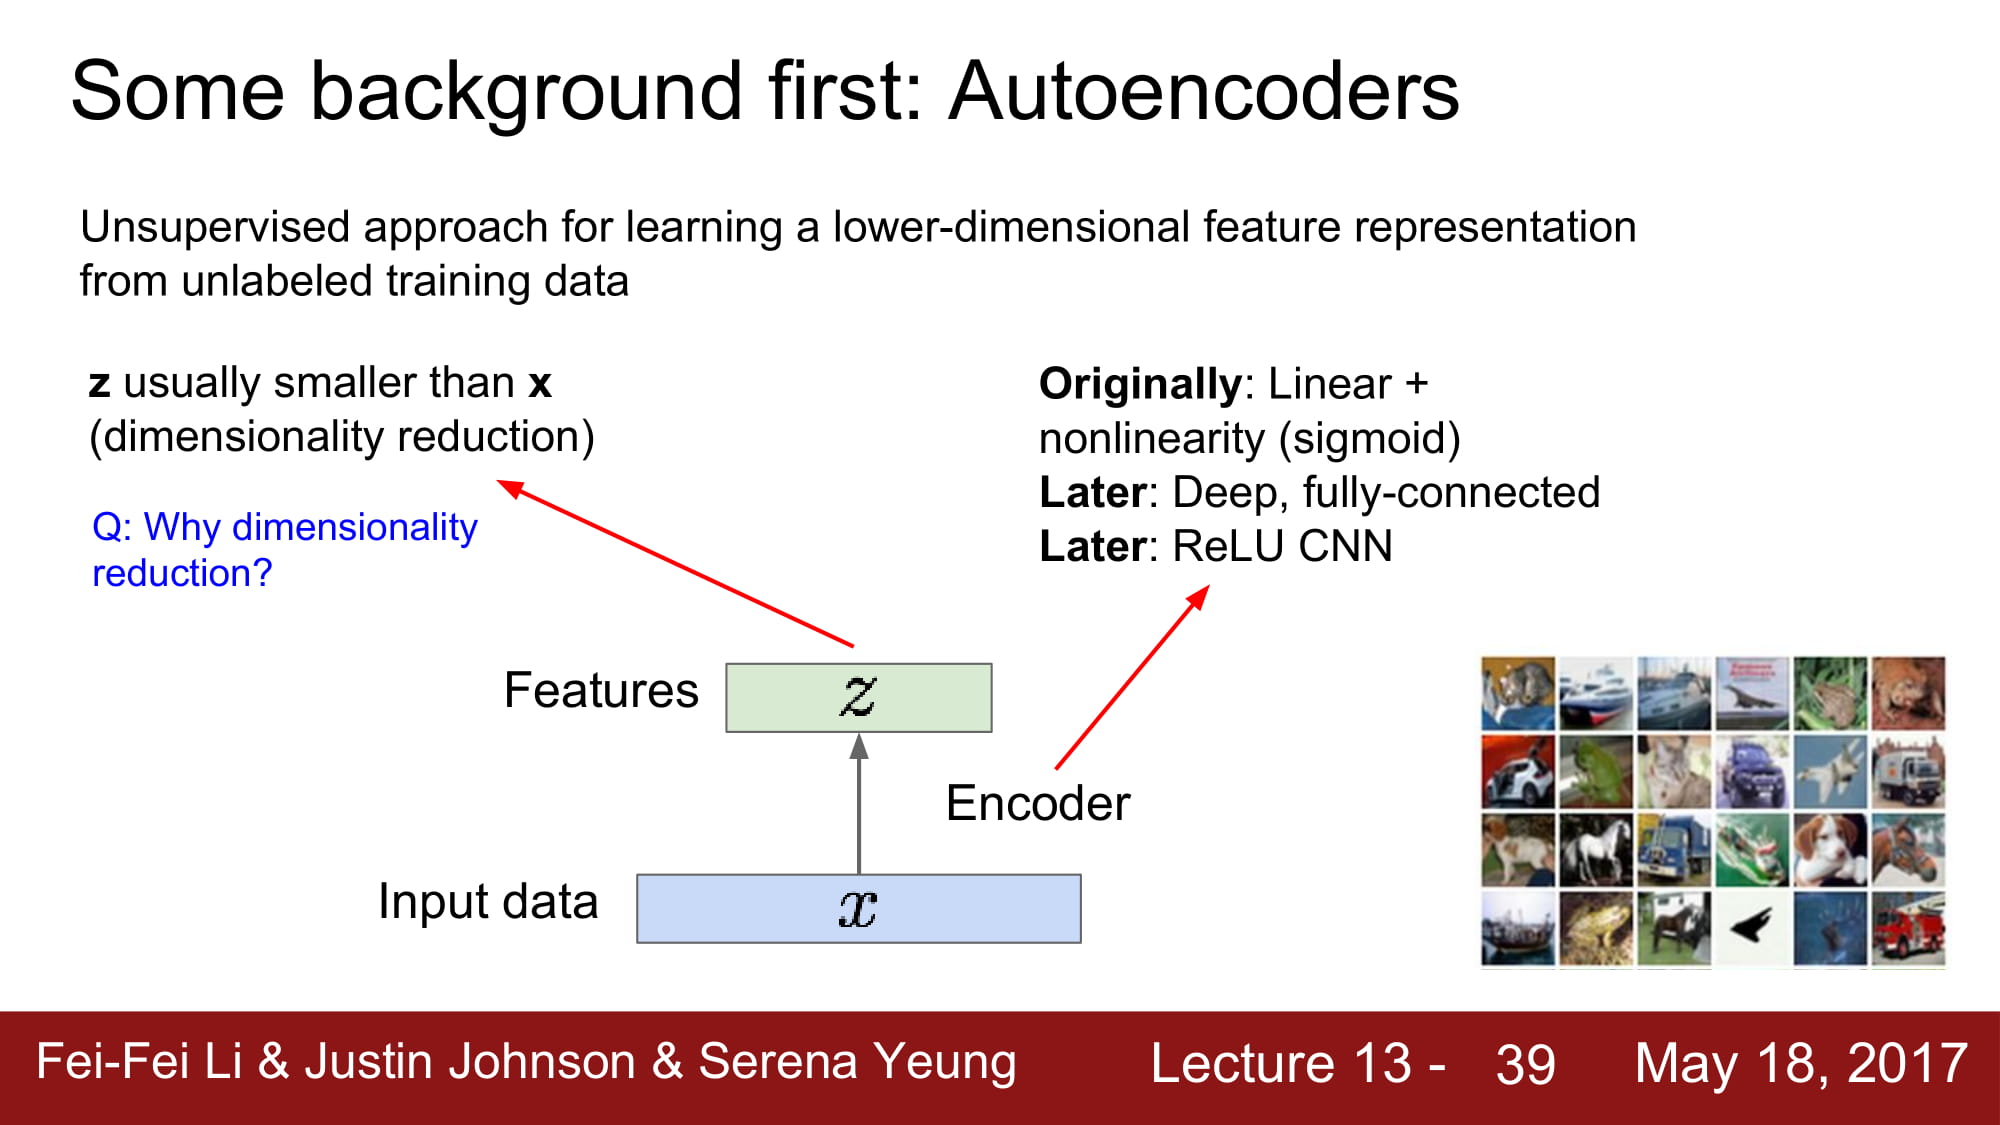 Some background first: Autoencoders
Unsupervised approach for learning a lower-dimensional feature representation
from unlabeled training data
z usually smaller than x
(dimensionality reduction)
Q: Why dimensionality
reduction?
Originally: Linear +
nonlinearity (sigmoid)
Later: Deep, fully-connected
Later: ReLU CNN
Features
z
Encoder
Input data
x
Fei-Fei Li & Justin Johnson & Serena Yeung
Lecture 13 - 39
May 18, 2017